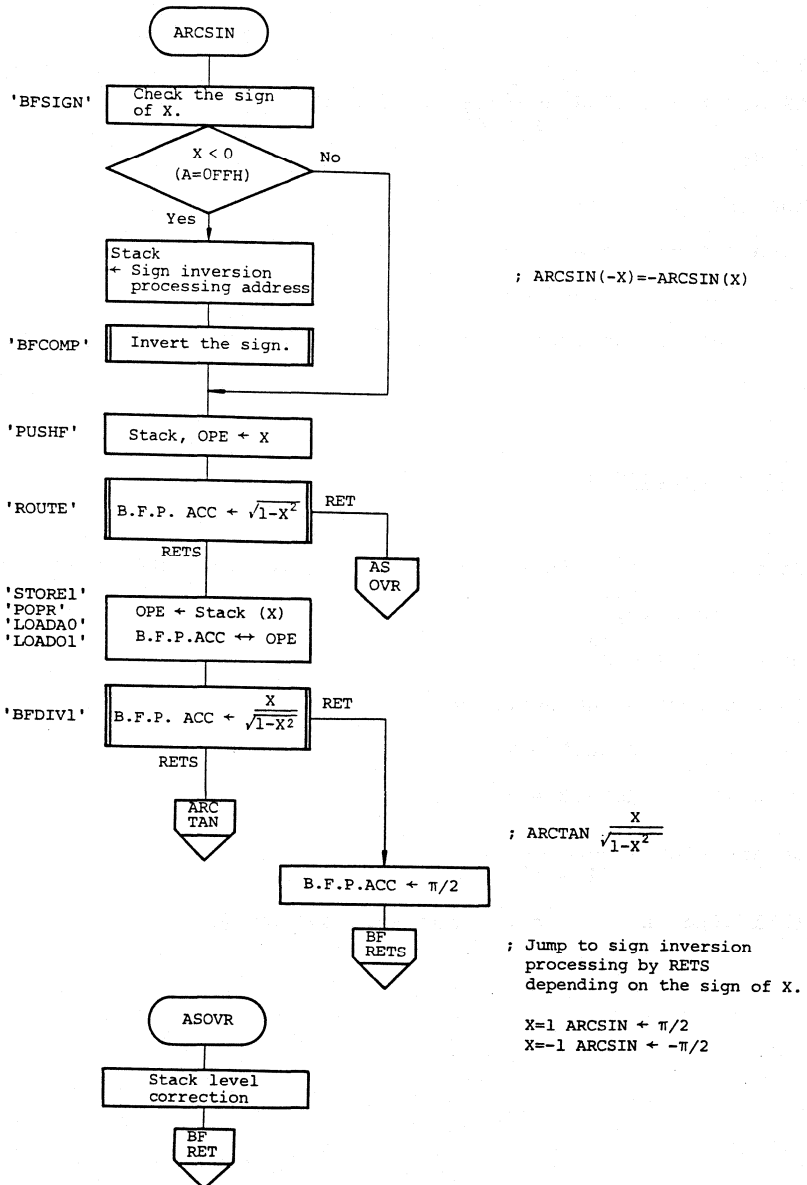 ARCSIN
'BFSIGN'
Check the sign
of X.
X < 0
(A=0FFH)
No
Yes
Stack
← Sign inversion
processing address
; ARCSIN(-X)=-ARCSIN(X)
'BFCOMP'
Invert the sign.
'PUSHF'
Stack, OPE ← X
'ROUTE'
B.F.P. ACC ← √1-X²
RET
RETS
AS
OVR
'STORE1'
'POPR'
'LOADA0'
'LOADO1'
OPE ← Stack (X)
B.F.P.ACC ↔ OPE
'BFDIV1'
B.F.P. ACC ← X/√1-X²
RET
RETS
ARC
TAN
; ARCTAN X/√1-X²
B.F.P.ACC ← π/2
BF
RETS
; Jump to sign inversion
processing by RETS
depending on the sign of X.
X=1 ARCSIN ← π/2
X=-1 ARCSIN ← -π/2
ASOVR
Stack level
correction
BF
RET